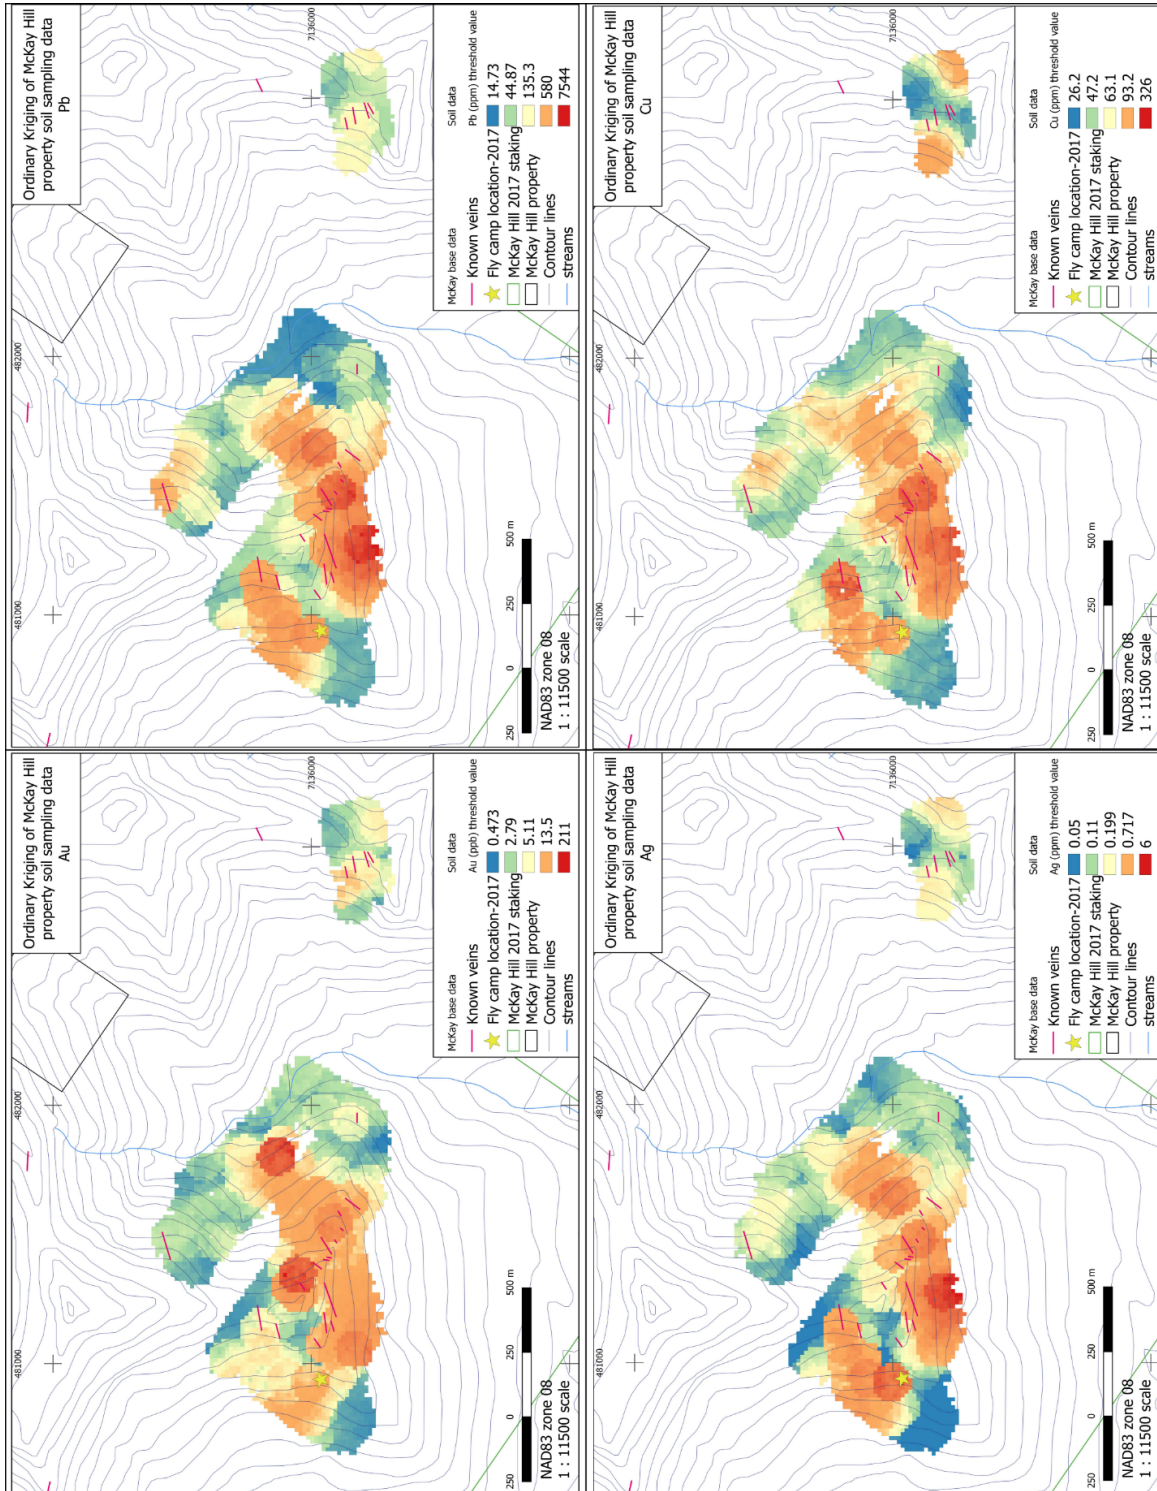 Ordinary Kriging of McKay Hill
property soil sampling data
Au
481000
482000
7136000
McKay base data
Known veins
Fly camp location-2017
McKay Hill 2017 staking
McKay Hill property
Contour lines
streams
Soil data
Au (ppb) threshold value
0.473
2.79
5.11
13.5
211
250
0
250
500 m
NAD83 zone 08
1 : 11500 scale
Ordinary Kriging of McKay Hill
property soil sampling data
Pb
481000
482000
7136000
McKay base data
Known veins
Fly camp location-2017
McKay Hill 2017 staking
McKay Hill property
Contour lines
streams
Soil data
Pb (ppm) threshold value
14.73
44.87
135.3
580
7544
250
0
250
500 m
NAD83 zone 08
1 : 11500 scale
Ordinary Kriging of McKay Hill
property soil sampling data
Ag
481000
482000
7136000
McKay base data
Known veins
Fly camp location-2017
McKay Hill 2017 staking
McKay Hill property
Contour lines
streams
Soil data
Ag (ppm) threshold value
0.05
0.11
0.199
0.717
6
250
0
250
500 m
NAD83 zone 08
1 : 11500 scale
Ordinary Kriging of McKay Hill
property soil sampling data
Cu
481000
482000
7136000
McKay base data
Known veins
Fly camp location-2017
McKay Hill 2017 staking
McKay Hill property
Contour lines
streams
Soil data
Cu (ppm) threshold value
26.2
47.2
63.1
93.2
326
250
0
250
500 m
NAD83 zone 08
1 : 11500 scale